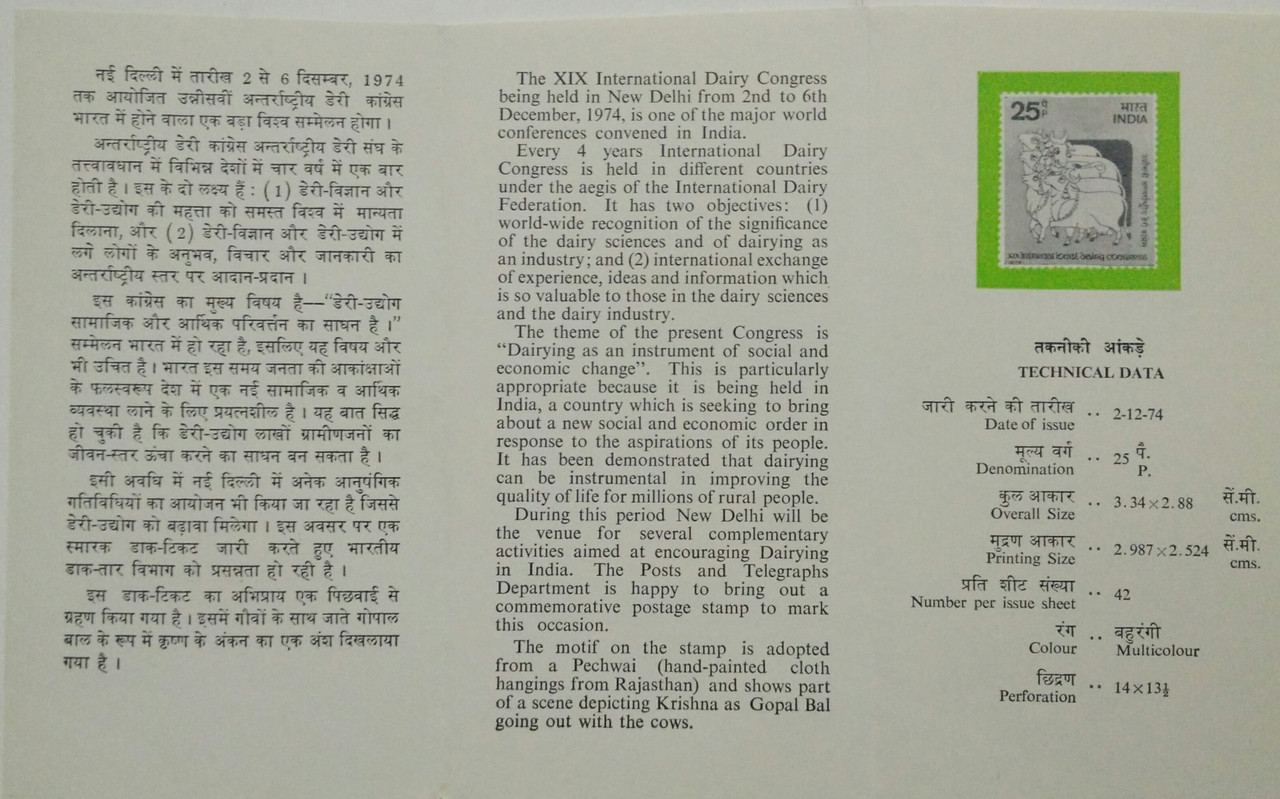 नई दिल्ली में तारीख 2 से 6 दिसम्बर, 1974
तक आयोजित उन्नीसवीं अन्तर्राष्ट्रीय डेरी कांग्रेस
भारत में होने वाला एक बड़ा विश्व सम्मेलन होगा ।
अन्तर्राष्ट्रीय डेरी कांग्रेस अन्तर्राष्ट्रीय डेरी संघ के
तत्त्वावधान में विभिन्न देशों में चार वर्ष में एक बार
होती है । इस के दो लक्ष्य हैं : (1) डेरी-विज्ञान और
डेरी-उद्योग की महत्ता को समस्त विश्व में मान्यता
दिलाना, और (2) डेरी-विज्ञान और डेरी-उद्योग में
लगे लोगों के अनुभव, विचार और जानकारी का
अन्तर्राष्ट्रीय स्तर पर आदान-प्रदान ।
इस कांग्रेस का मुख्य विषय है—“डेरी-उद्योग
सामाजिक और आर्थिक परिवर्त्तन का साधन है ।”
सम्मेलन भारत में हो रहा है, इसलिए यह विषय और
भी उचित है । भारत इस समय जनता की आकांक्षाओं
के फलस्वरूप देश में एक नई सामाजिक व आर्थिक
व्यवस्था लाने के लिए प्रयत्नशील है । यह बात सिद्ध
हो चुकी है कि डेरी-उद्योग लाखों ग्रामीणजनों का
जीवन-स्तर ऊंचा करने का साधन बन सकता है ।
इसी अवधि में नई दिल्ली में अनेक आनुषंगिक
गतिविधियों का आयोजन भी किया जा रहा है जिससे
डेरी-उद्योग को बढ़ावा मिलेगा । इस अवसर पर एक
स्मारक डाक-टिकट जारी करते हुए भारतीय
डाक-तार विभाग को प्रसन्नता हो रही है ।
इस डाक-टिकट का अभिप्राय एक पिछवाई से
ग्रहण किया गया है । इसमें गौवों के साथ जाते गोपाल
बाल के रूप में कृष्ण के अंकन का एक अंश दिखलाया
गया है ।
The XIX International Dairy Congress
being held in New Delhi from 2nd to 6th
December, 1974, is one of the major world
conferences convened in India.
Every 4 years International Dairy
Congress is held in different countries
under the aegis of the International Dairy
Federation. It has two objectives: (1)
world-wide recognition of the significance
of the dairy sciences and of dairying as
an industry; and (2) international exchange
of experience, ideas and information which
is so valuable to those in the dairy sciences
and the dairy industry.
The theme of the present Congress is
“Dairying as an instrument of social and
economic change”. This is particularly
appropriate because it is being held in
India, a country which is seeking to bring
about a new social and economic order in
response to the aspirations of its people.
It has been demonstrated that dairying
can be instrumental in improving the
quality of life for millions of rural people.
During this period New Delhi will be
the venue for several complementary
activities aimed at encouraging Dairying
in India. The Posts and Telegraphs
Department is happy to bring out a
commemorative postage stamp to mark
this occasion.
The motif on the stamp is adopted
from a Pechwai (hand-painted cloth
hangings from Rajasthan) and shows part
of a scene depicting Krishna as Gopal Bal
going out with the cows.
25 पै P भारत
INDIA
XIX INTERNATIONAL DAIRY CONGRESS
तकनीकी आंकड़े
TECHNICAL DATA
जारी करने की तारीख
Date of issue .. 2-12-74
मूल्य वर्ग
Denomination .. 25 पै. P.
कुल आकार
Overall Size .. 3.34×2.88 सें.मी. cms.
मुद्रण आकार
Printing Size .. 2.987×2.524 सें.मी. cms.
प्रति शीट संख्या
Number per issue sheet .. 42
रंग .. बहुरंगी
Colour Multicolour
छिद्रण
Perforation .. 14×13½